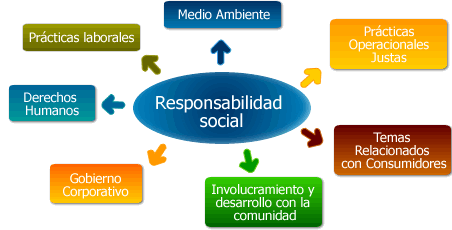 Medio Ambiente
Prácticas laborales
Prácticas
Operacionales
Justas
Derechos
Humanos
Responsabilidad
social
Temas
Relacionados
con Consumidores
Gobierno
Corporativo
Involucramiento y
desarrollo con la
comunidad